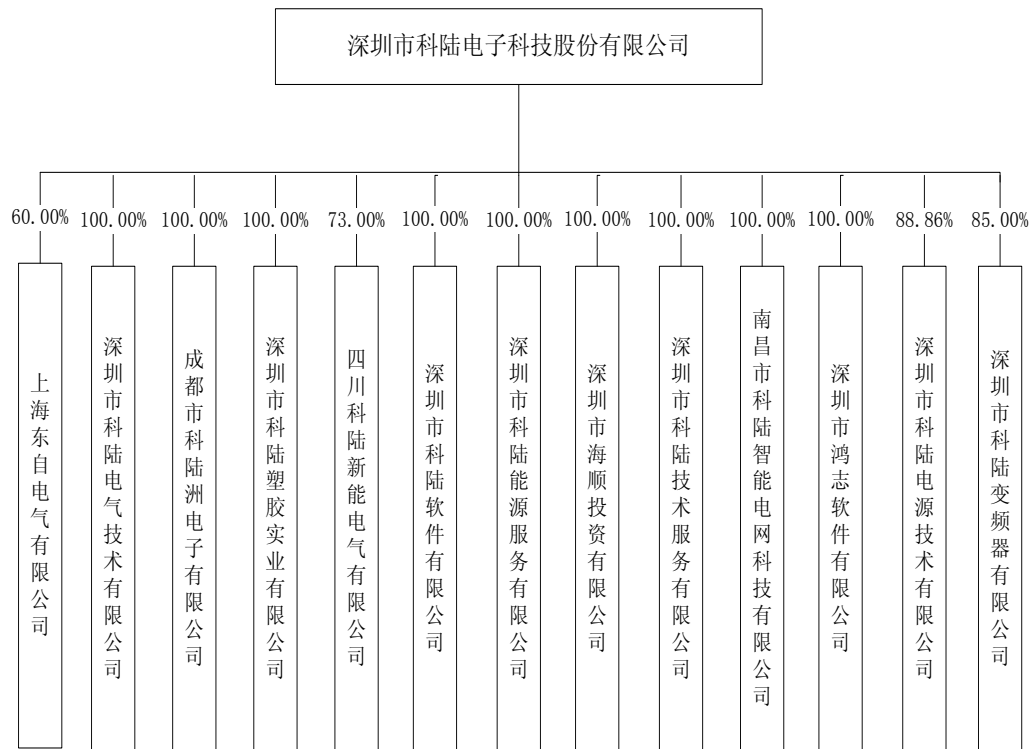 深圳市科陆电子科技股份有限公司
60.00%
100.00%
100.00%
100.00%
73.00%
100.00%
100.00%
100.00%
100.00%
100.00%
100.00%
88.86%
85.00%
上海东自电气有限公司
深圳市科陆电气技术有限公司
成都市科陆洲电子有限公司
深圳市科陆塑胶实业有限公司
四川科陆新能电气有限公司
深圳市科陆软件有限公司
深圳市科陆能源服务有限公司
深圳市海顺投资有限公司
深圳市科陆技术服务有限公司
南昌市科陆智能电网科技有限公司
深圳市鸿志软件有限公司
深圳市科陆电源技术有限公司
深圳市科陆变频器有限公司